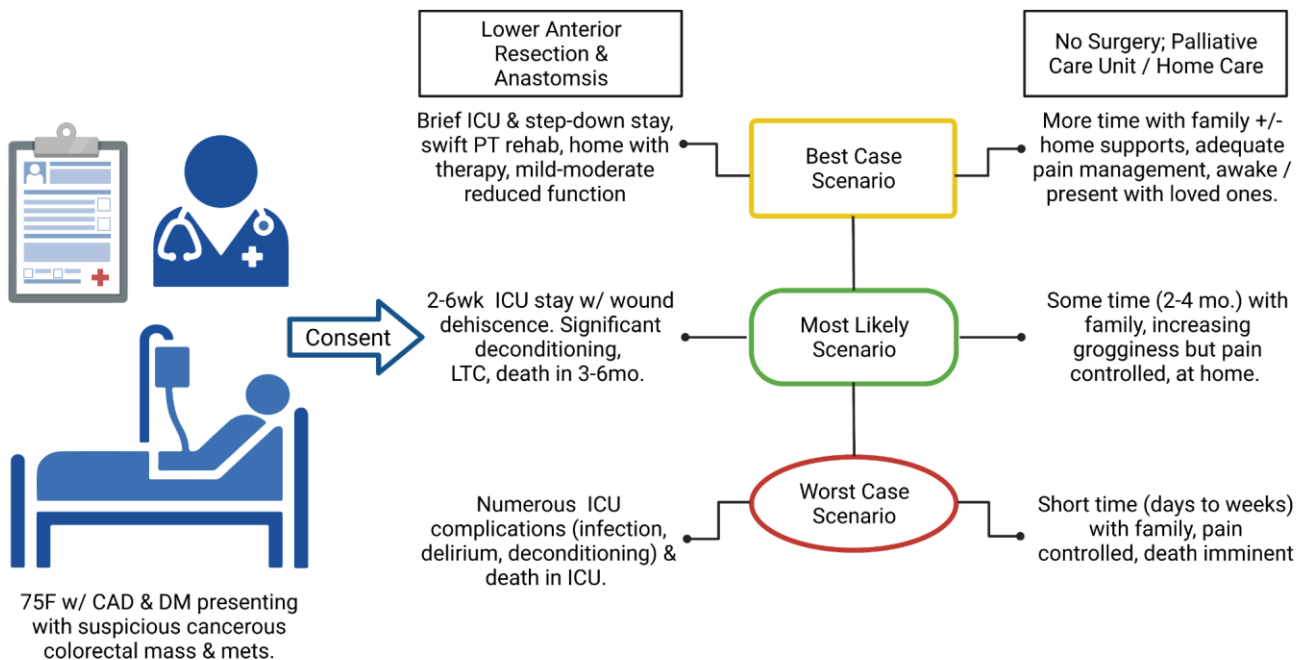 Lower Anterior
Resection &
Anastomsis
No Surgery; Palliative
Care Unit / Home Care
Brief ICU & step-down stay,
swift PT rehab, home with
therapy, mild-moderate
reduced function
Best Case
Scenario
More time with family +/-
home supports, adequate
pain management, awake /
present with loved ones.
Consent
2-6wk ICU stay w/ wound
dehiscence. Significant
deconditioning,
LTC, death in 3-6mo.
Most Likely
Scenario
Some time (2-4 mo.) with
family, increasing
grogginess but pain
controlled, at home.
Numerous ICU
complications (infection,
delirium, deconditioning) &
death in ICU.
Worst Case
Scenario
Short time (days to weeks)
with family, pain
controlled, death imminent
75F w/ CAD & DM presenting
with suspicious cancerous
colorectal mass & mets.